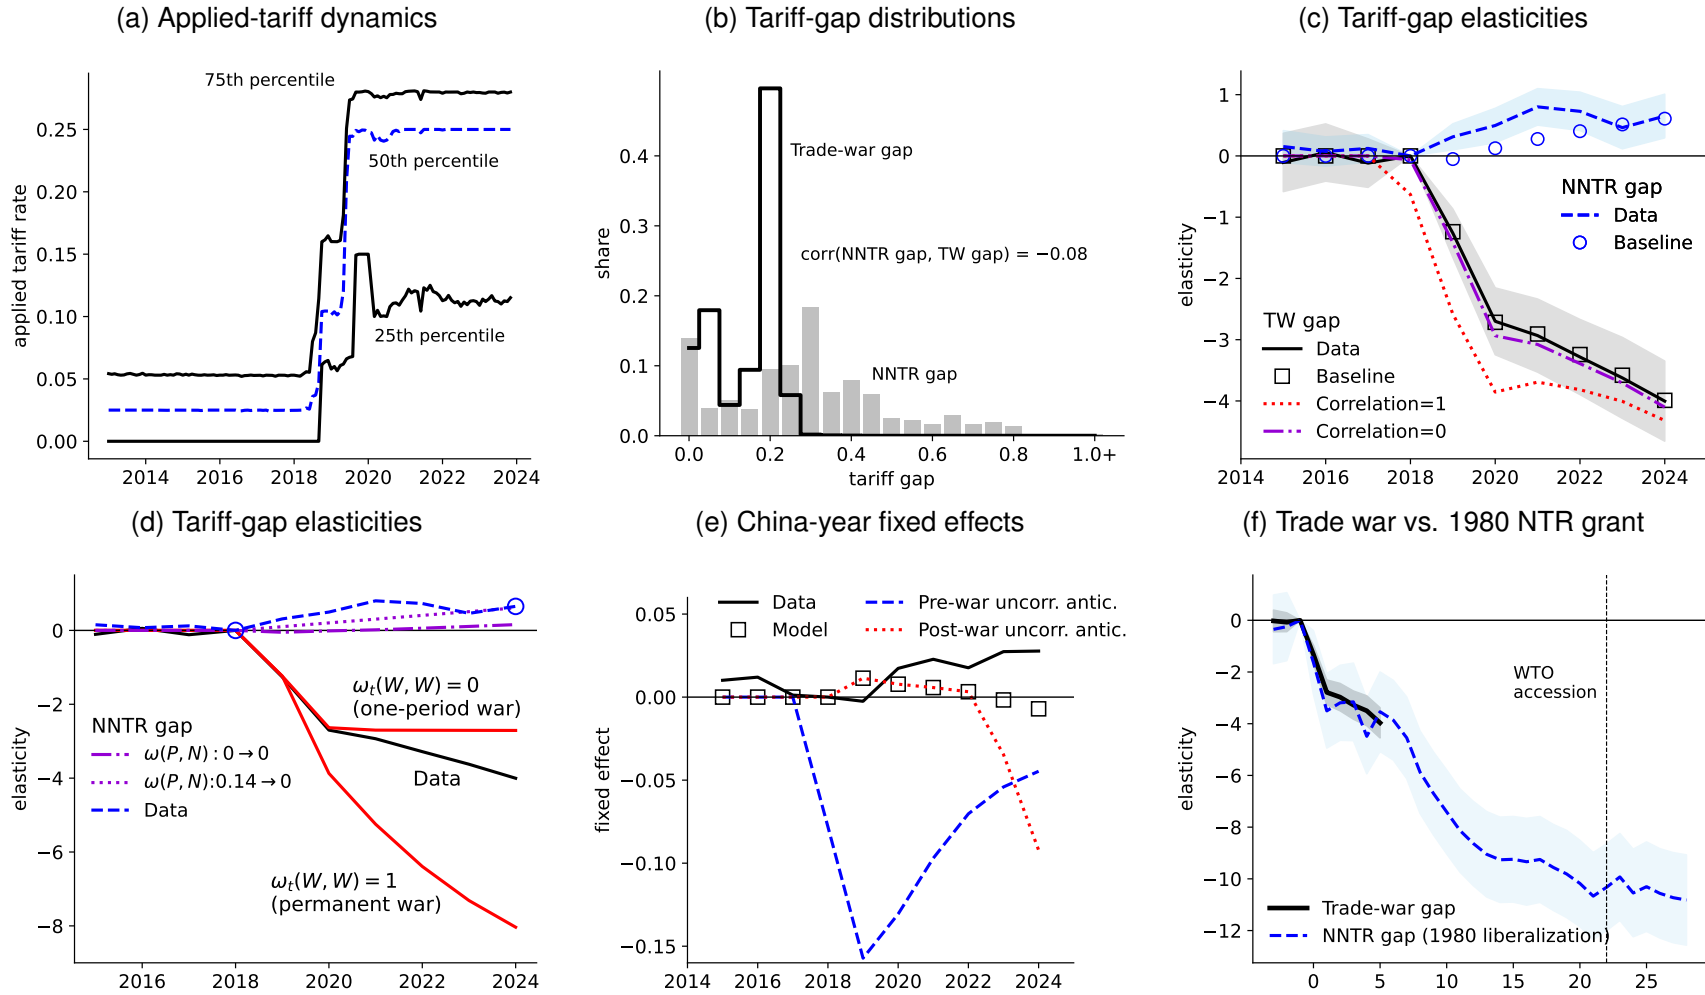 (a) Applied-tariff dynamics
75th percentile
50th percentile
25th percentile
applied tariff rate
0.25
0.20
0.15
0.10
0.05
0.00
2014 2016 2018 2020 2022 2024
(b) Tariff-gap distributions
Trade-war gap
corr(NNTR gap, TW gap) = −0.08
NNTR gap
share
0.4
0.3
0.2
0.1
0.0
0.0 0.2 0.4 0.6 0.8 1.0+
tariff gap
(c) Tariff-gap elasticities
elasticity
1
0
−1
−2
−3
−4
NNTR gap
Data
Baseline
TW gap
Data
Baseline
Correlation=1
Correlation=0
2014 2016 2018 2020 2022 2024
(d) Tariff-gap elasticities
elasticity
0
−2
−4
−6
−8
ωt(W, W) = 0
(one-period war)
NNTR gap
ω(P, N) : 0 → 0
ω(P, N):0.14 → 0
Data
Data
ωt(W, W) = 1
(permanent war)
2016 2018 2020 2022 2024
(e) China-year fixed effects
fixed effect
0.05
0.00
−0.05
−0.10
−0.15
Data
Model
Pre-war uncorr. antic.
Post-war uncorr. antic.
2014 2016 2018 2020 2022 2024
(f) Trade war vs. 1980 NTR grant
elasticity
0
−2
−4
−6
−8
−10
−12
WTO
accession
Trade-war gap
NNTR gap (1980 liberalization)
0 5 10 15 20 25